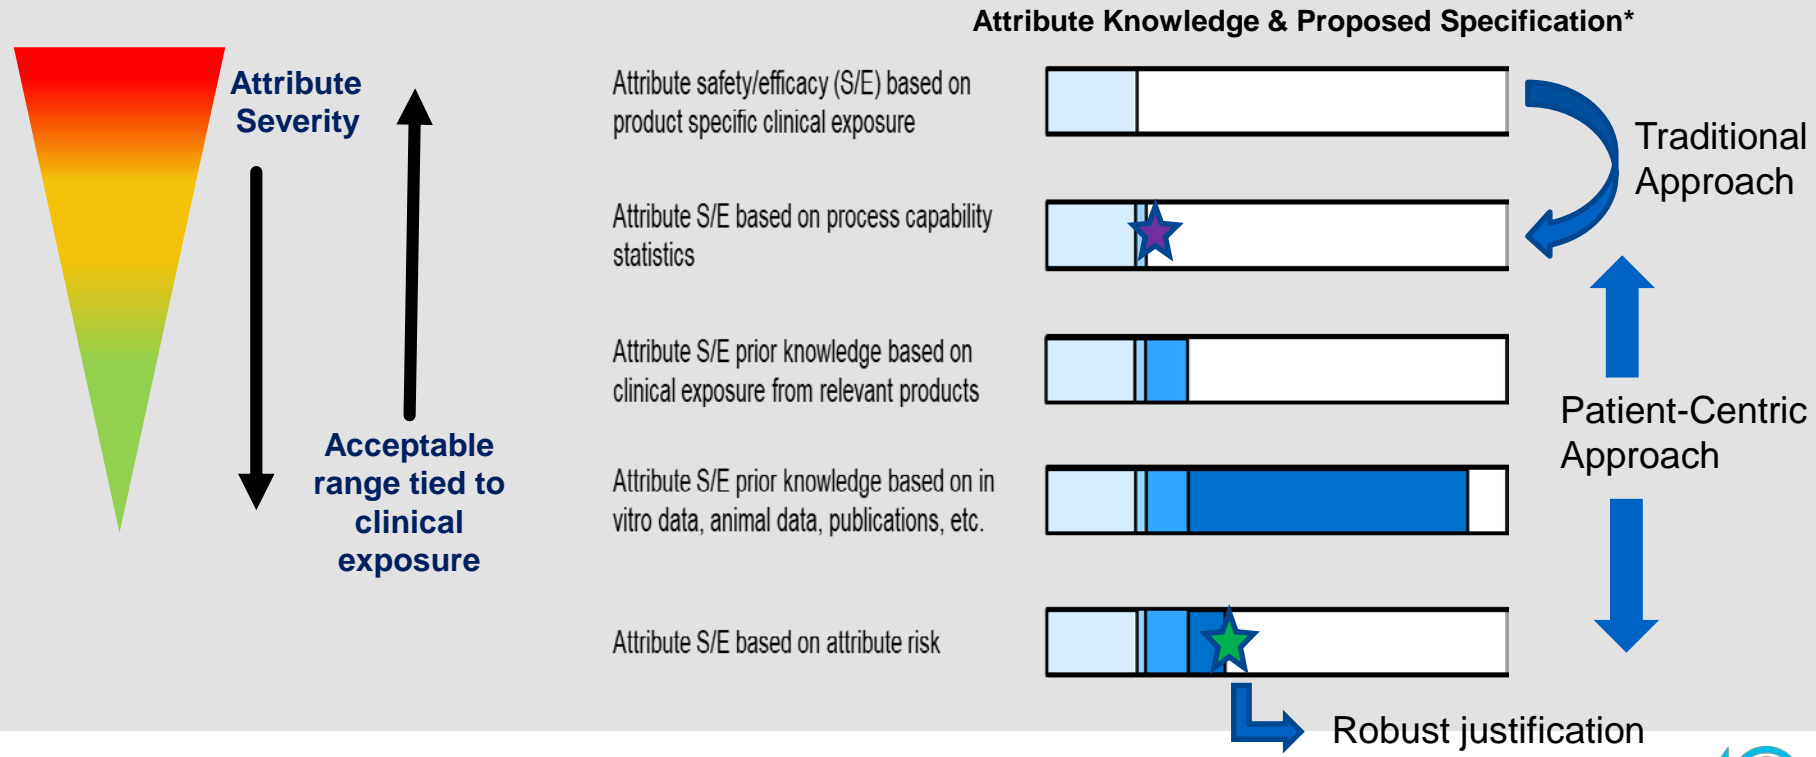 Attribute Knowledge & Proposed Specification*
Attribute
Severity
Acceptable
range tied to
clinical
exposure
Attribute safety/efficacy (S/E) based on
product specific clinical exposure
Attribute S/E based on process capability
statistics
Attribute S/E prior knowledge based on
clinical exposure from relevant products
Attribute S/E prior knowledge based on in
vitro data, animal data, publications, etc.
Attribute S/E based on attribute risk
Traditional
Approach
Patient-Centric
Approach
Robust justification